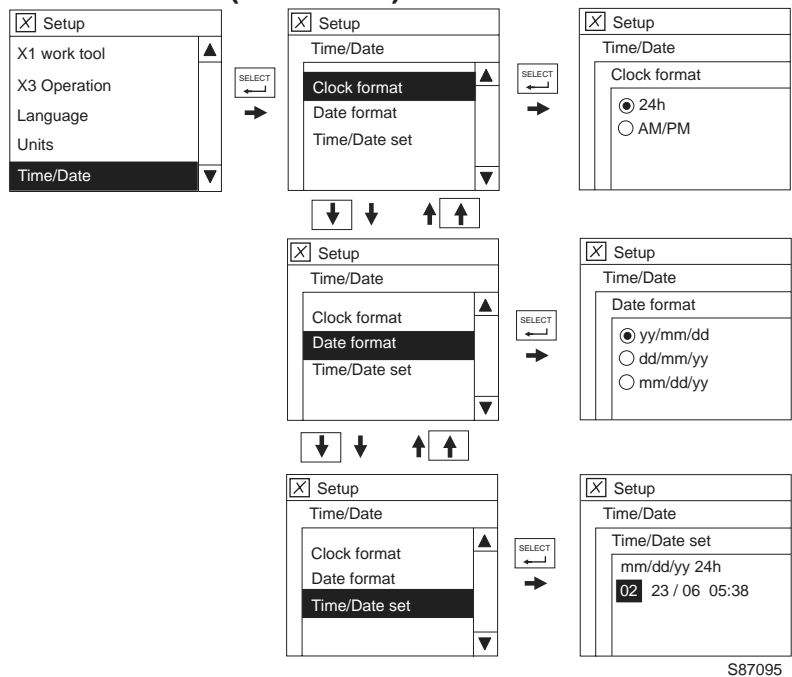 X Setup
X1 work tool
X3 Operation
Language
Units
Time/Date
SELECT
X Setup
Time/Date
Clock format
Date format
Time/Date set
SELECT
X Setup
Time/Date
Clock format
24h
AM/PM
X Setup
Time/Date
Clock format
Date format
Time/Date set
SELECT
X Setup
Time/Date
Date format
yy/mm/dd
dd/mm/yy
mm/dd/yy
X Setup
Time/Date
Clock format
Date format
Time/Date set
SELECT
X Setup
Time/Date
Time/Date set
mm/dd/yy 24h
02 23 / 06 05:38
S87095